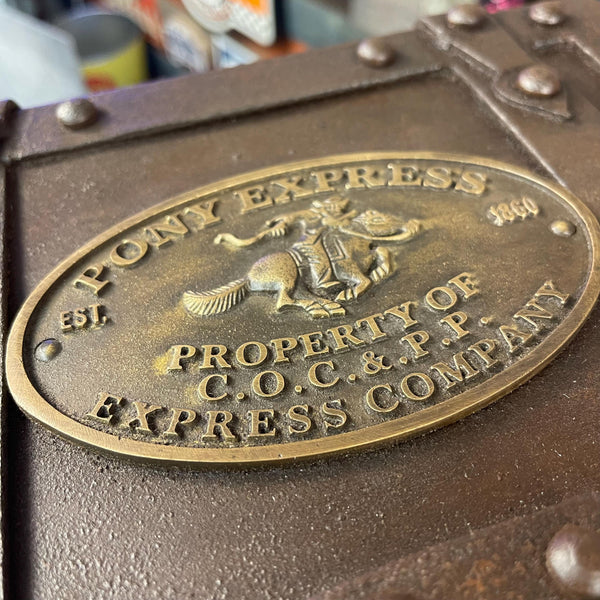 PONY EXPRESS
EST. 1860
PROPERTY OF
C.O.C.&.P.P.
EXPRESS COMPANY